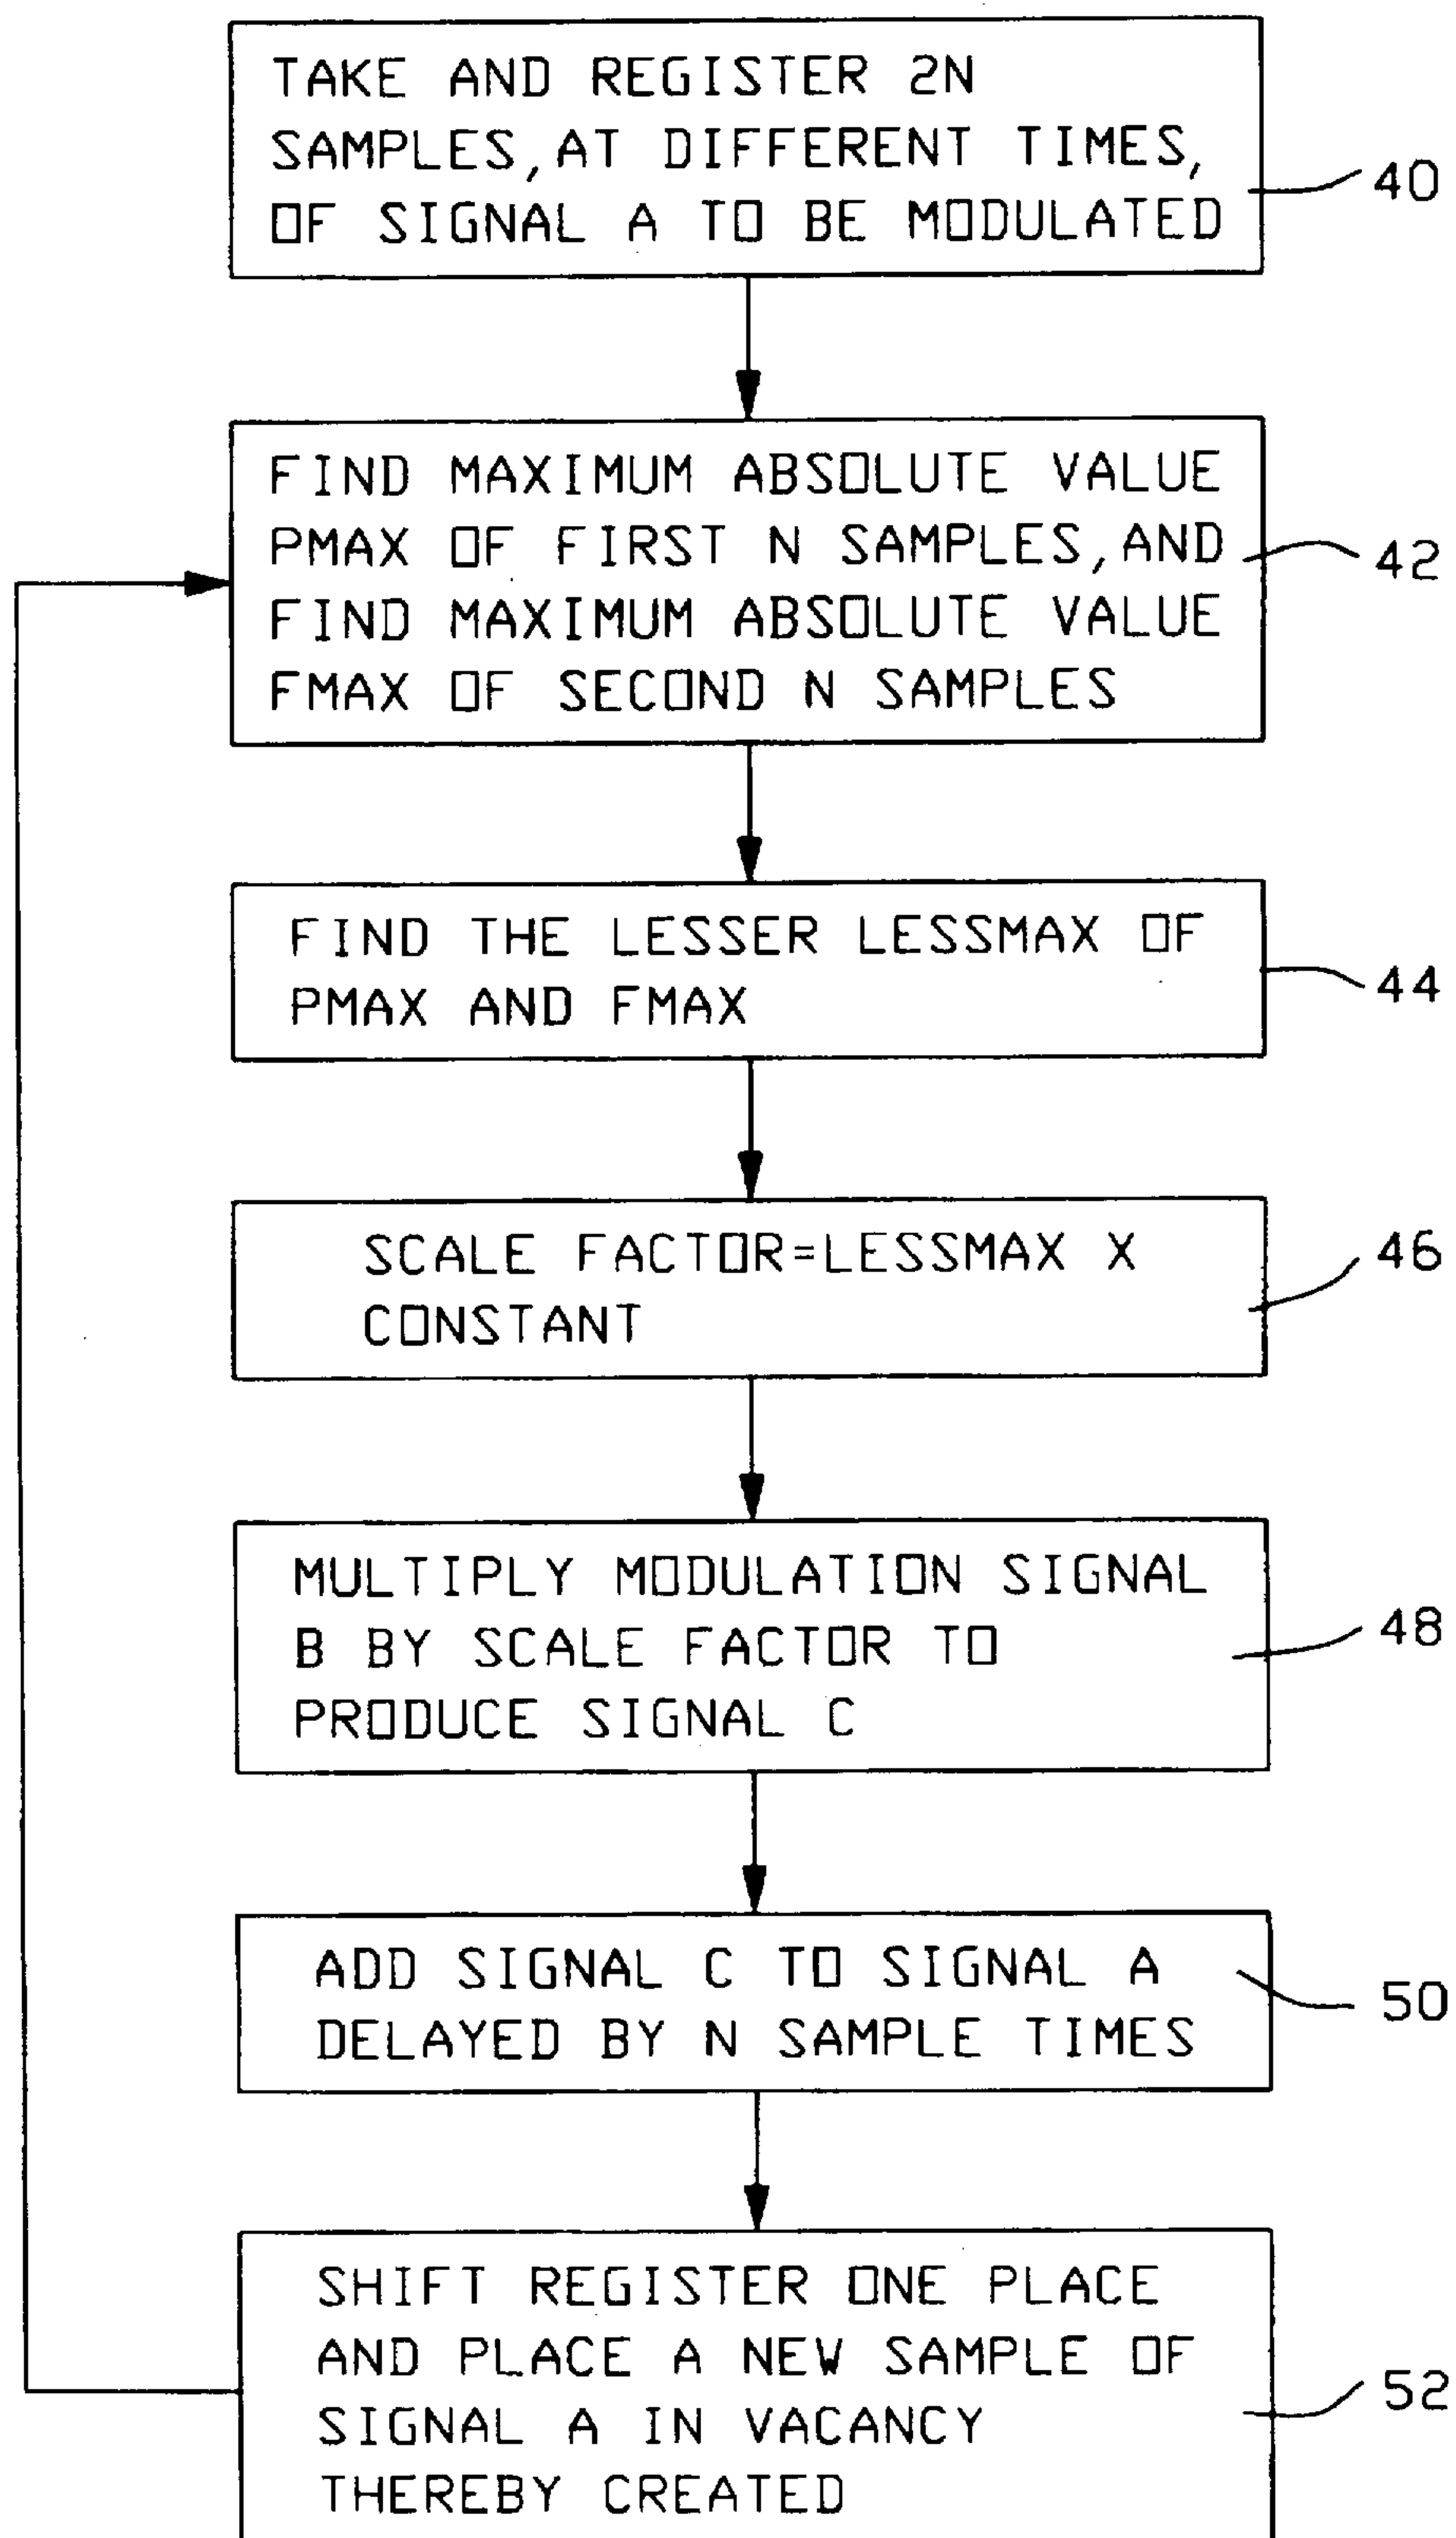 TAKE AND REGISTER 2N
SAMPLES, AT DIFFERENT TIMES,
OF SIGNAL A TO BE MODULATED
40
FIND MAXIMUM ABSOLUTE VALUE
PMAX OF FIRST N SAMPLES, AND
FIND MAXIMUM ABSOLUTE VALUE
FMAX OF SECOND N SAMPLES
42
FIND THE LESSER LESSMAX OF
PMAX AND FMAX
44
SCALE FACTOR=LESSMAX X
CONSTANT
46
MULTIPLY MODULATION SIGNAL
B BY SCALE FACTOR TO
PRODUCE SIGNAL C
48
ADD SIGNAL C TO SIGNAL A
DELAYED BY N SAMPLE TIMES
50
SHIFT REGISTER ONE PLACE
AND PLACE A NEW SAMPLE OF
SIGNAL A IN VACANCY
THEREBY CREATED
52